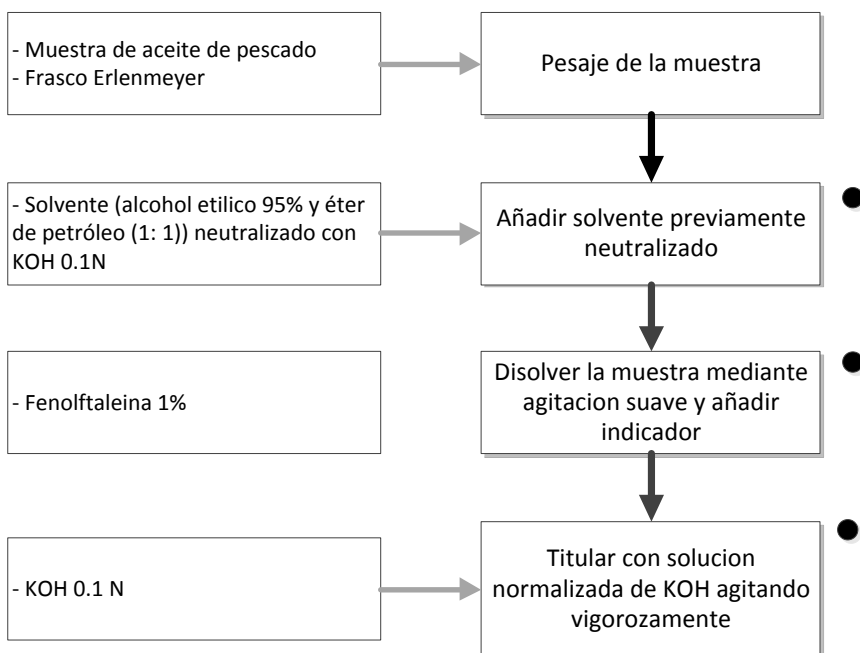 - Muestra de aceite de pescado
- Frasco Erlenmeyer
Pesaje de la muestra
- Solvente (alcohol etilico 95% y éter
de petróleo (1: 1)) neutralizado con
KOH 0.1N
Añadir solvente previamente
neutralizado
- Fenolftaleina 1%
Disolver la muestra mediante
agitacion suave y añadir
indicador
- KOH 0.1 N
Titular con solucion
normalizada de KOH agitando
vigorozamente